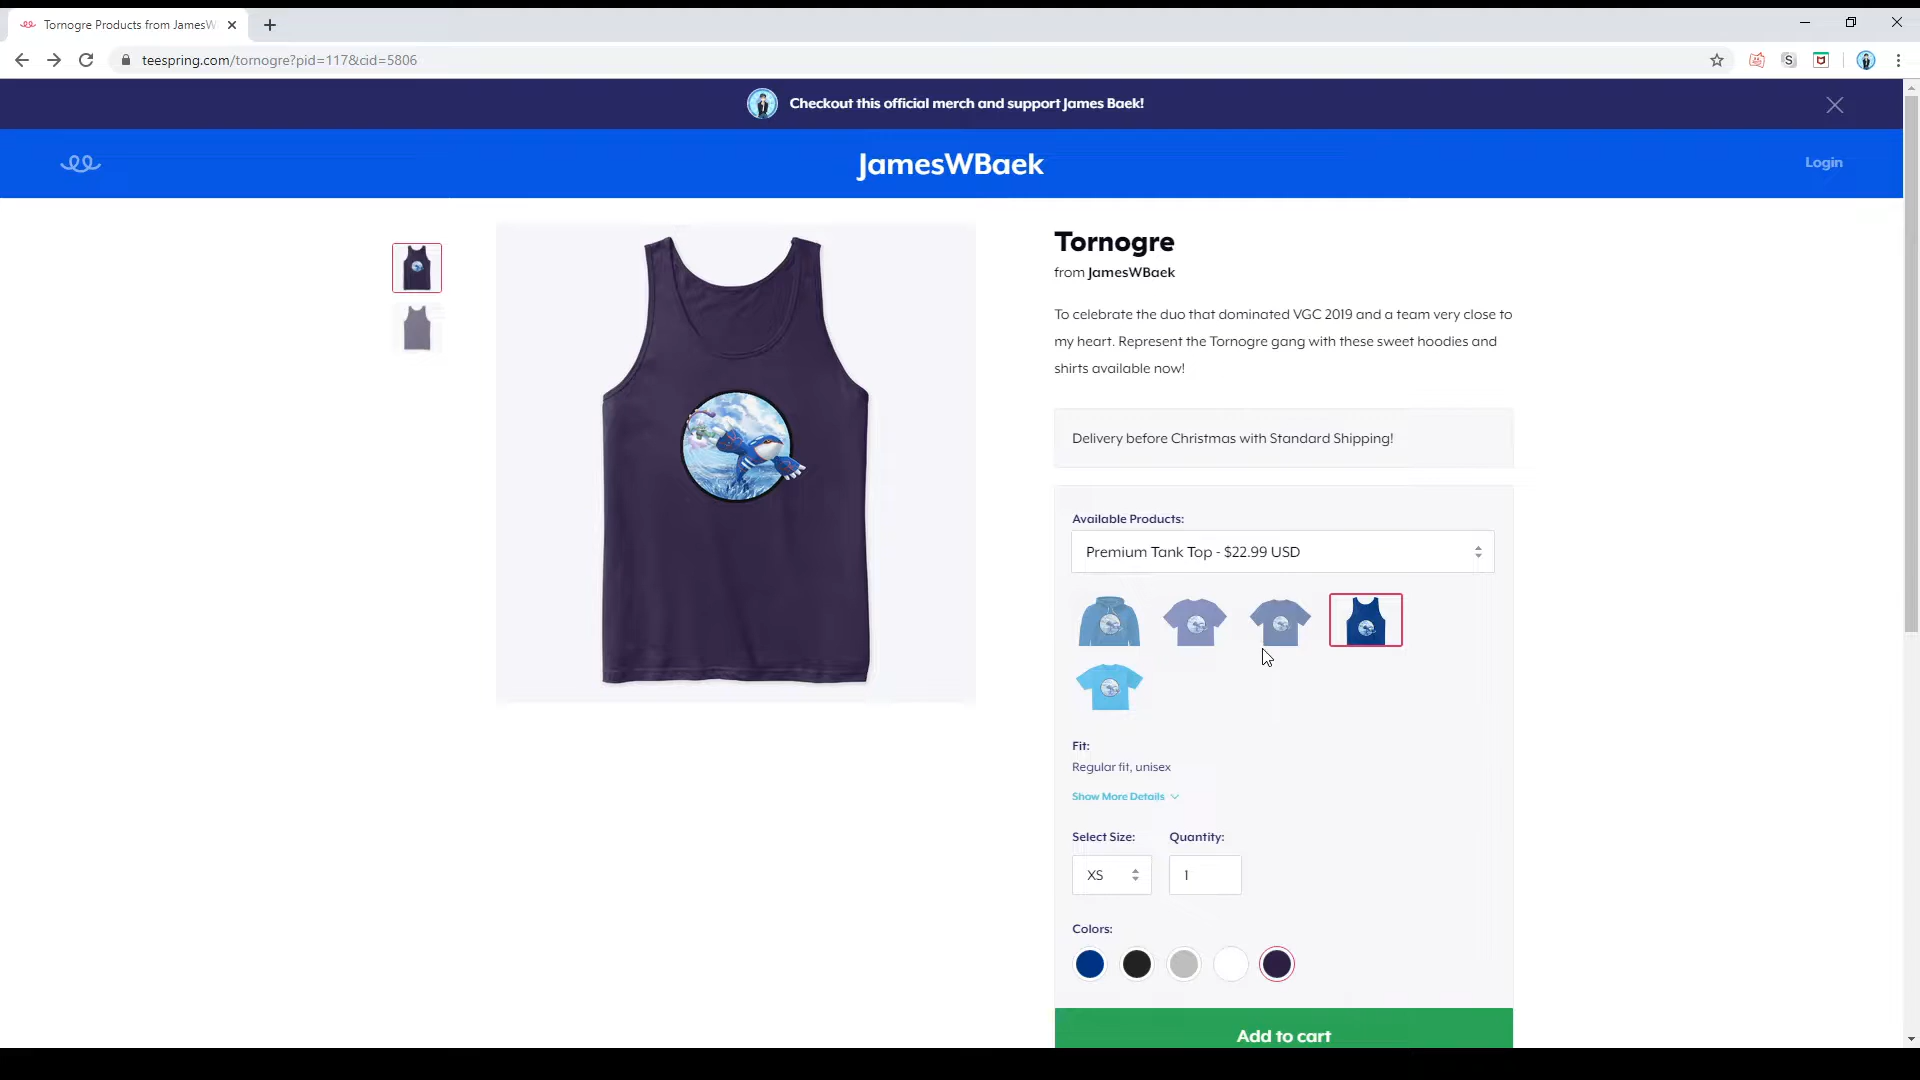 Tornogre Products from JamesW
teespring.com/tornogre?pid=117&cid=5806
Checkout this official merch and support James Baek!
JamesWBaek
Login
Tornogre
from JamesWBaek
To celebrate the duo that dominated VGC 2019 and a team very close to
my heart. Represent the Tornogre gang with these sweet hoodies and
shirts available now!
Delivery before Christmas with Standard Shipping!
Available Products:
Premium Tank Top - $22.99 USD
Fit:
Regular fit, unisex
Show More Details
Select Size:
Quantity:
XS
1
Colors:
Add to cart